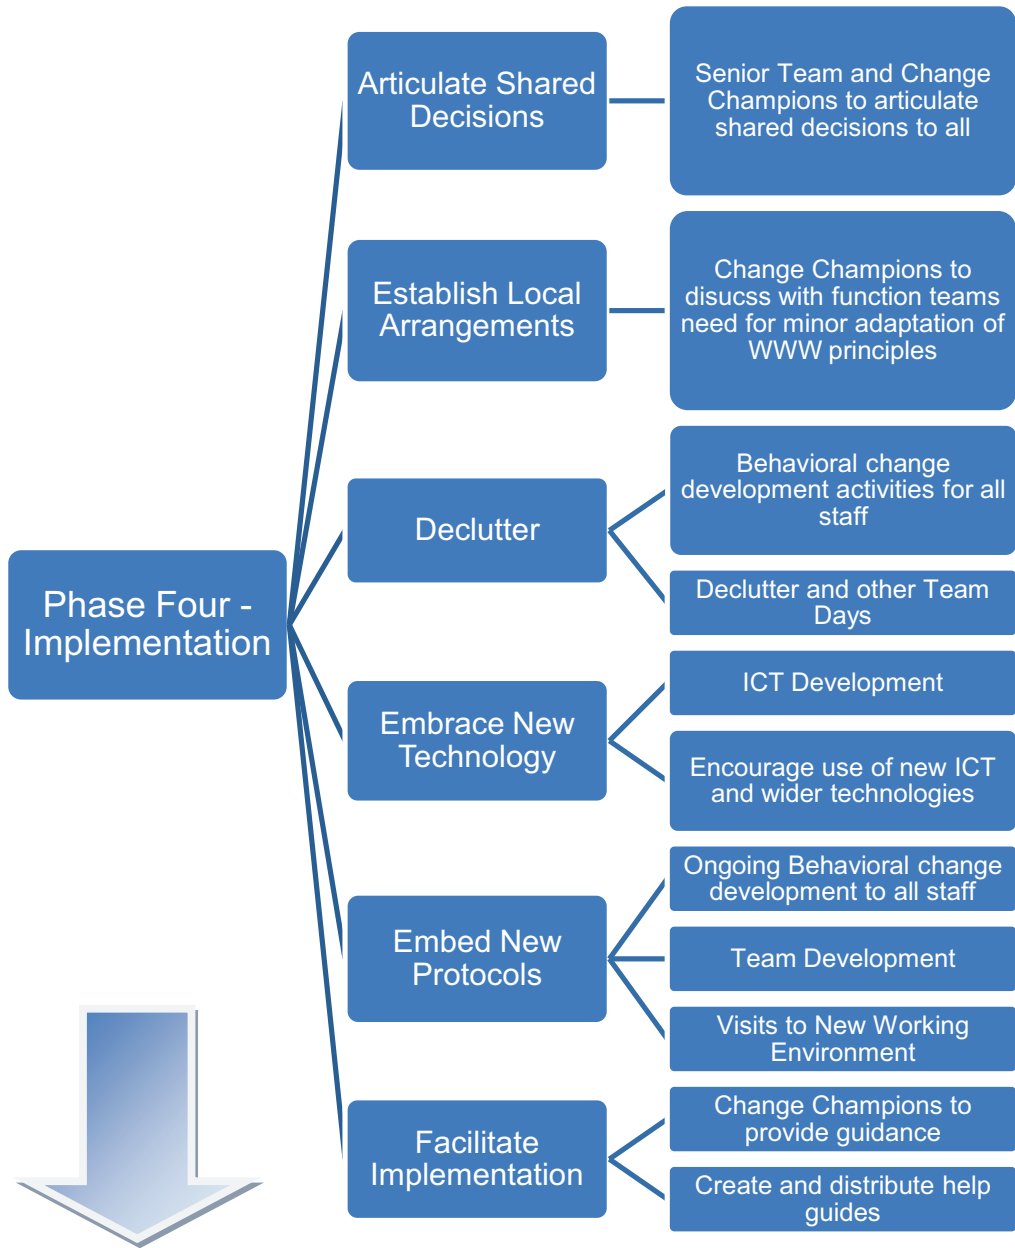 Phase Four -
Implementation
Articulate Shared
Decisions
Senior Team and Change
Champions to articulate
shared decisions to all
Establish Local
Arrangements
Change Champions to
disucss with function teams
need for minor adaptation of
WWW principles
Declutter
Behavioral change
development activities for all
staff
Declutter and other Team
Days
Embrace New
Technology
ICT Development
Encourage use of new ICT
and wider technologies
Embed New
Protocols
Ongoing Behavioral change
development to all staff
Team Development
Visits to New Working
Environment
Facilitate
Implementation
Change Champions to
provide guidance
Create and distribute help
guides